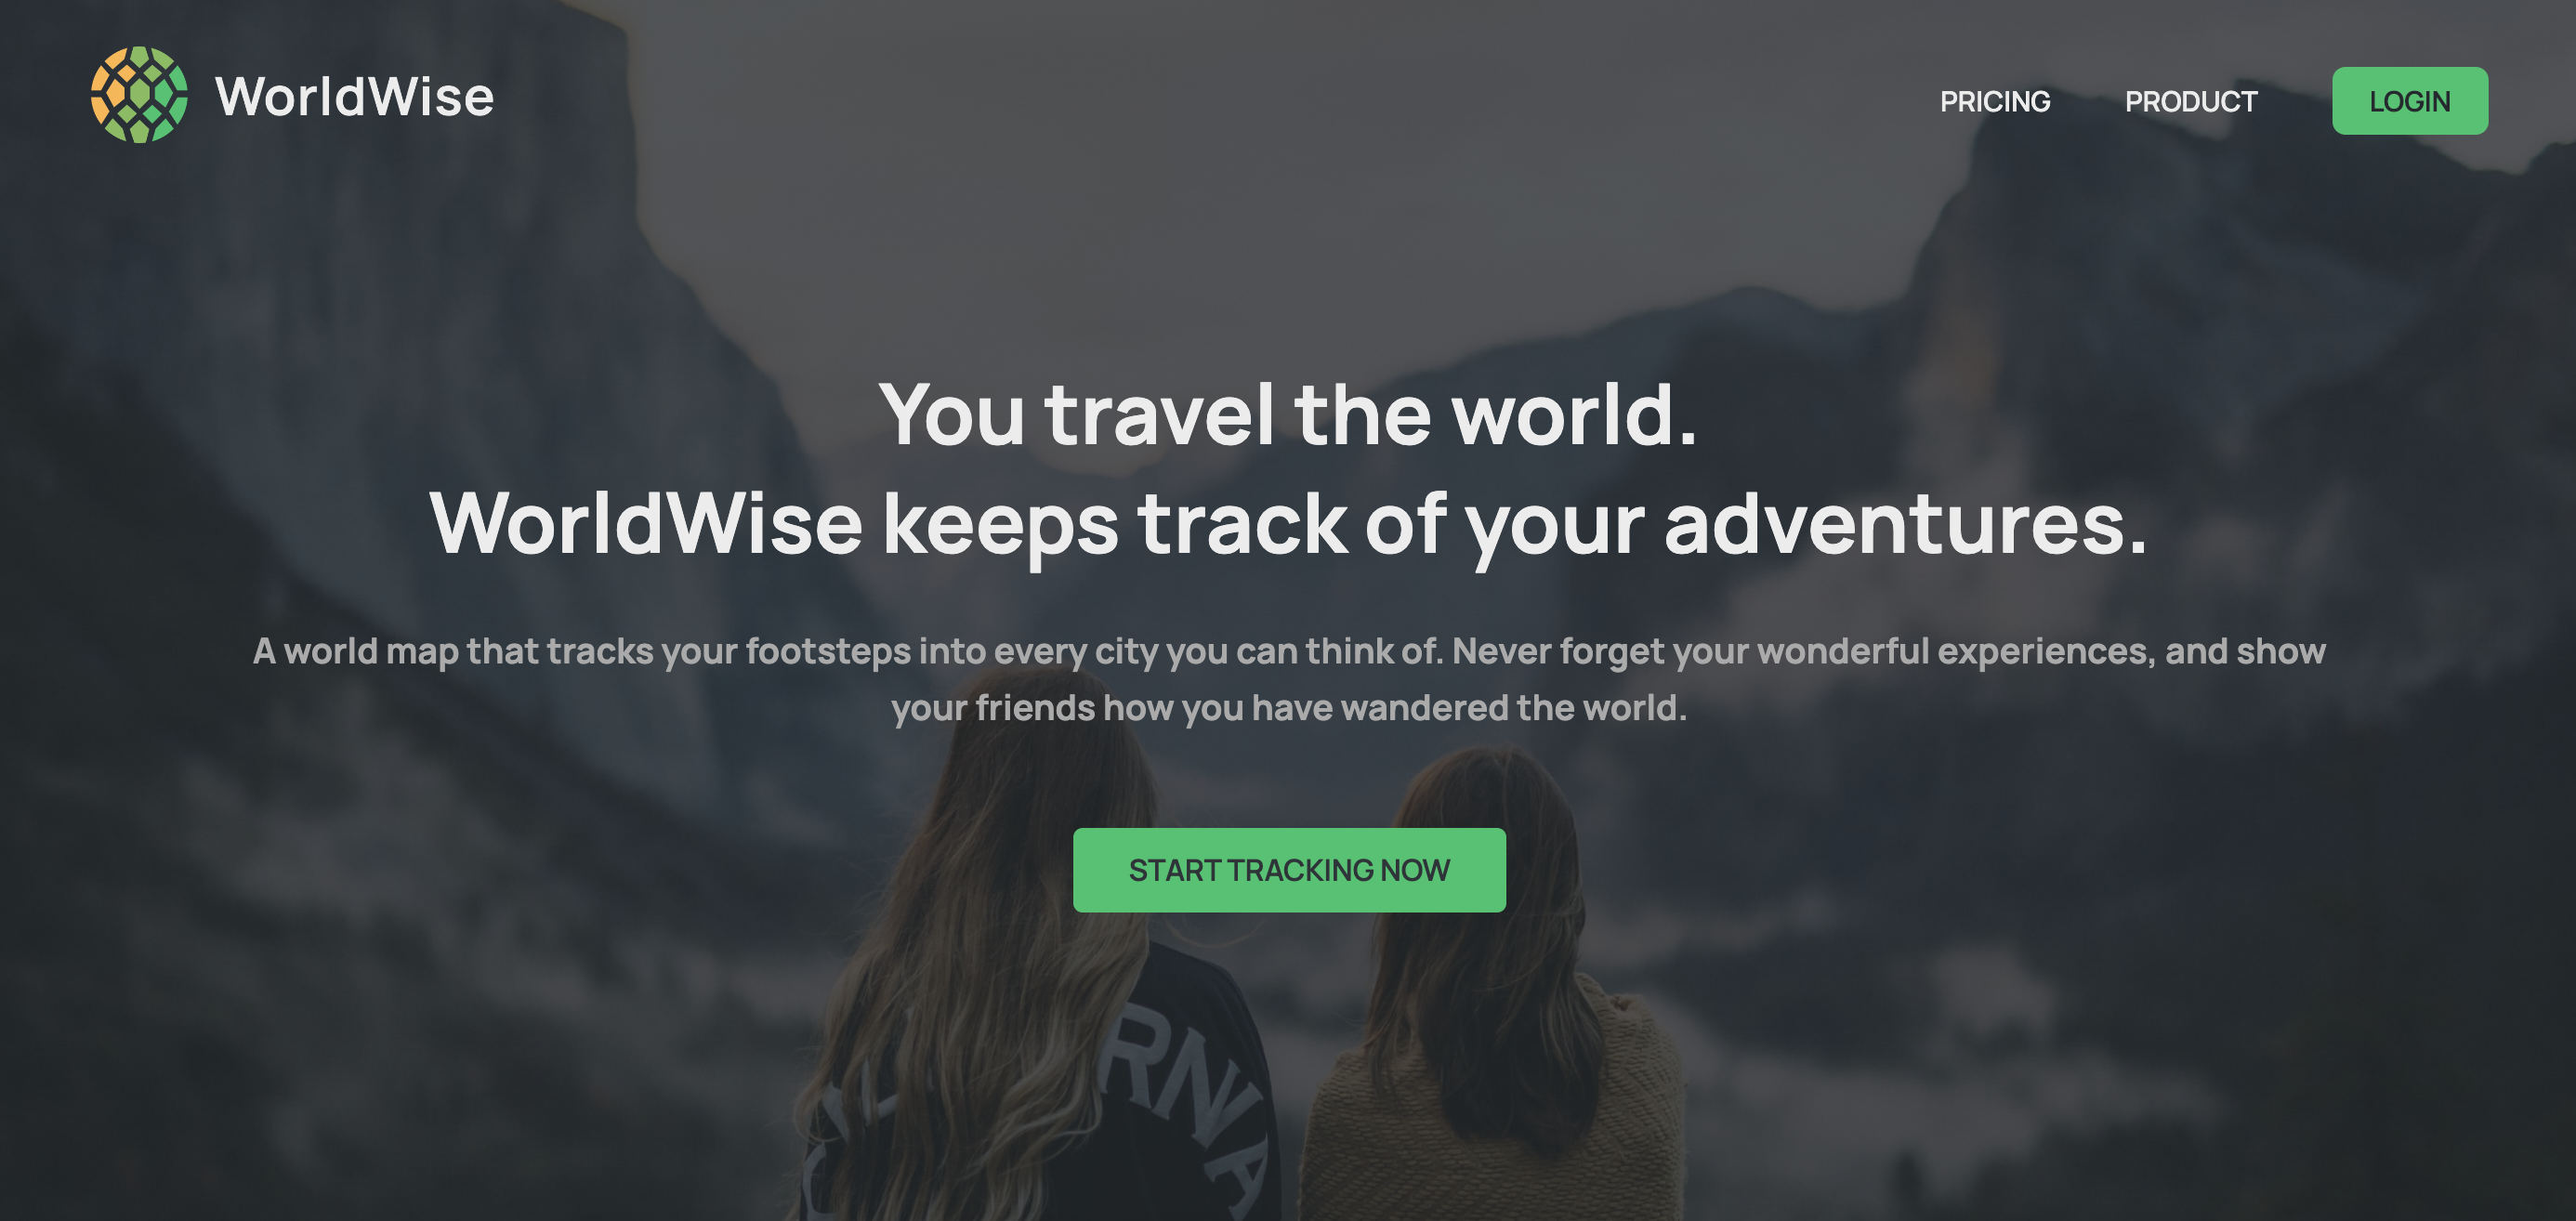 WorldWise
PRICING
PRODUCT
LOGIN
You travel the world.
WorldWise keeps track of your adventures.
A world map that tracks your footsteps into every city you can think of. Never forget your wonderful experiences, and show
your friends how you have wandered the world.
START TRACKING NOW
RNIA